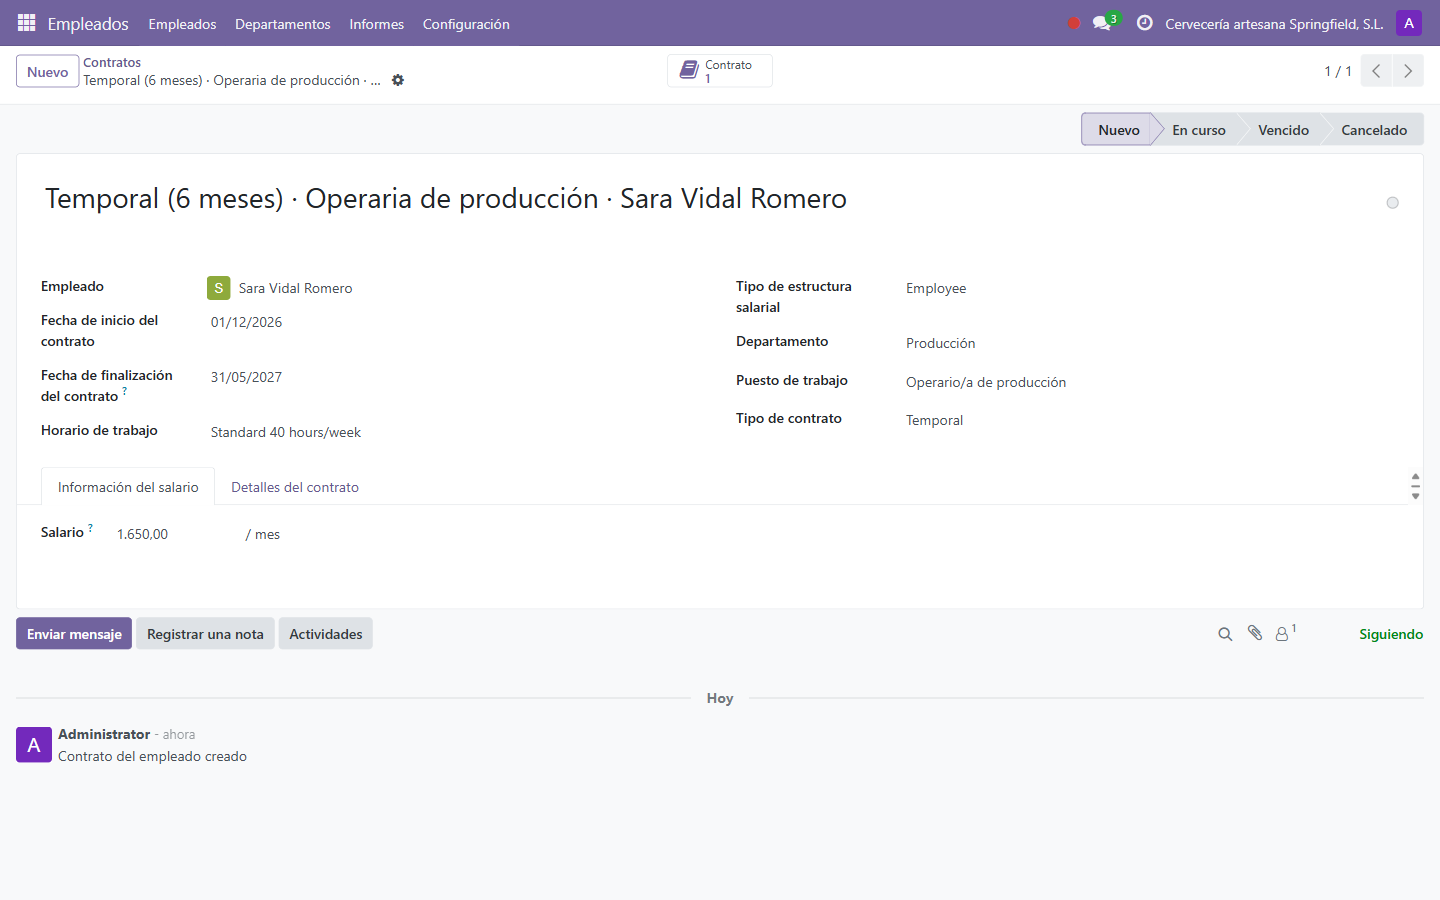 Empleados
Empleados Departamentos Informes Configuración
3
Cervecería artesana Springfield, S.L.
A
Nuevo
Contratos
Temporal (6 meses) · Operaria de producción · ...
Contrato
1
1 / 1
Nuevo
En curso
Vencido
Cancelado
Temporal (6 meses) · Operaria de producción · Sara Vidal Romero
Empleado
S
Sara Vidal Romero
Fecha de inicio del
contrato
01/12/2026
Fecha de finalización
del contrato ?
31/05/2027
Horario de trabajo
Standard 40 hours/week
Tipo de estructura
salarial
Employee
Departamento
Producción
Puesto de trabajo
Operario/a de producción
Tipo de contrato
Temporal
Información del salario
Detalles del contrato
Salario ?
1.650,00
/ mes
Enviar mensaje
Registrar una nota
Actividades
1
Siguiendo
Hoy
A
Administrator - ahora
Contrato del empleado creado